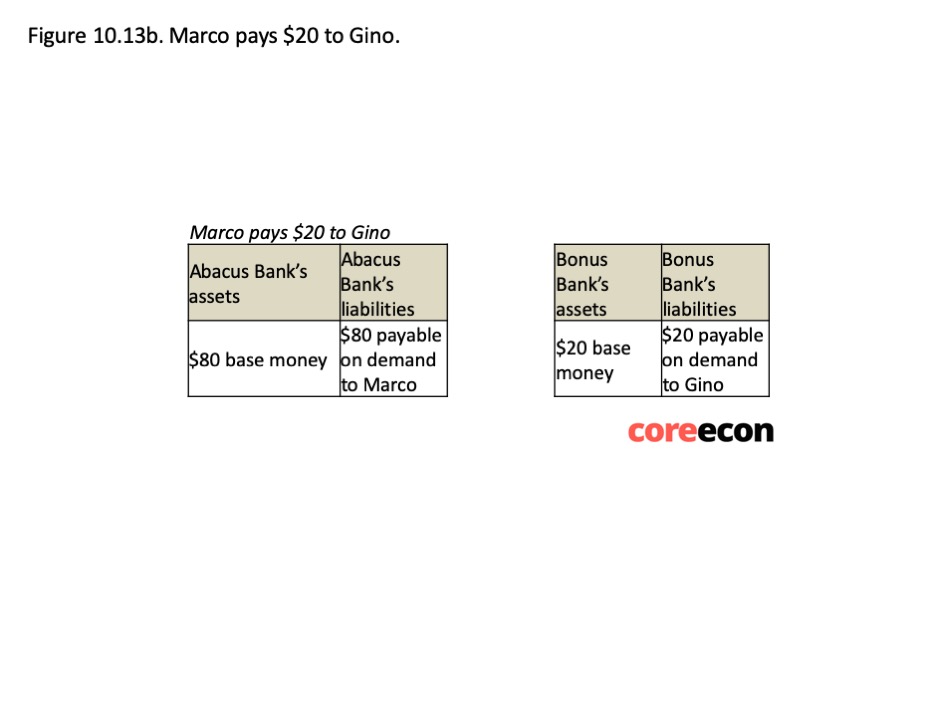 Figure 10.13b. Marco pays $20 to Gino.
Marco pays $20 to Gino
Abacus Bank’s
assets
Abacus
Bank’s
liabilities
$80 base money
$80 payable
on demand
to Marco
Bonus
Bank’s
assets
Bonus
Bank’s
liabilities
$20 base
money
$20 payable
on demand
to Gino
coreecon